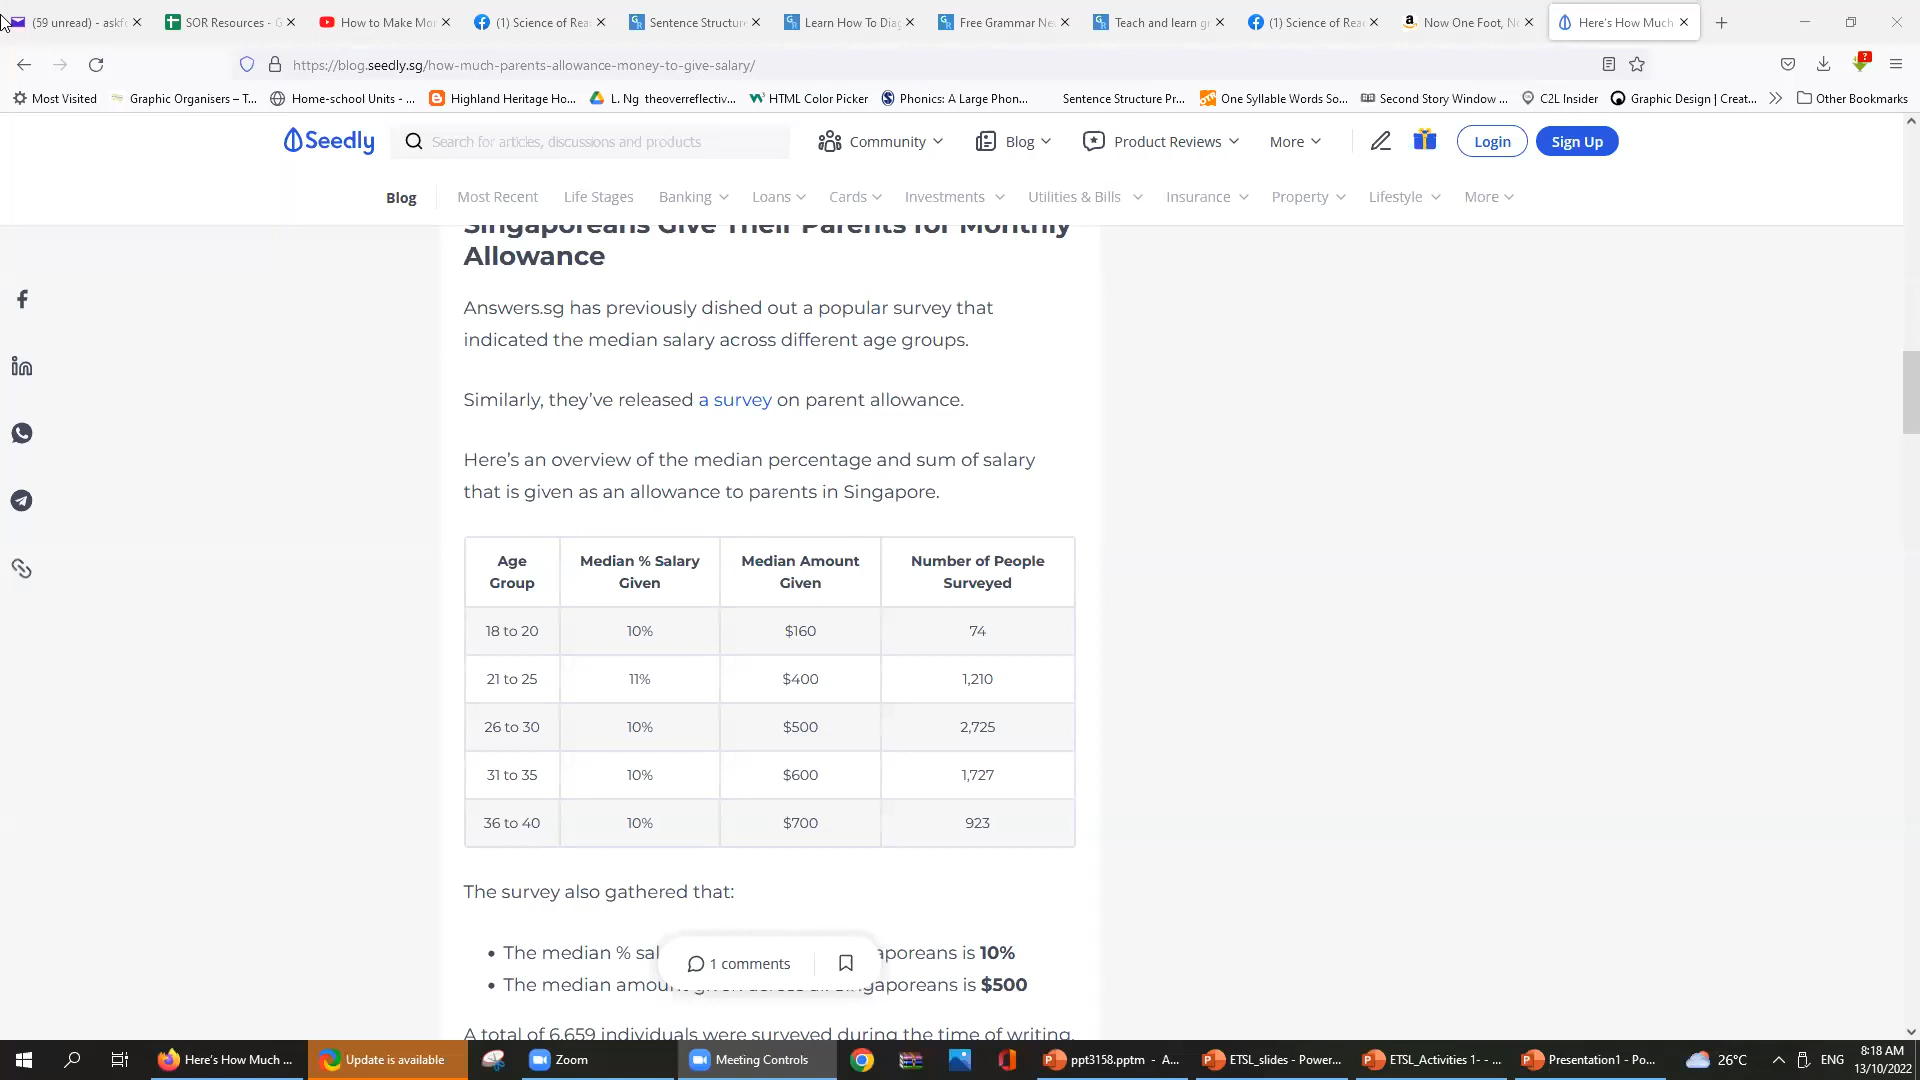 (59 unread) - askf
SOR Resources - G
How to Make Mo
(1) Science of Rea
Sentence Structur
Learn How To Dia
Free Grammar Ne
Teach and learn gr
(1) Science of Rea
Now One Foot, No
Here's How Much
https://blog.seedly.sg/how-much-parents-allowance-money-to-give-salary/
Most Visited
Graphic Organisers – T...
Home-school Units - ...
Highland Heritage Ho...
L. Ng theoverreflectiv...
HTML Color Picker
Phonics: A Large Phon...
Sentence Structure Pr...
One Syllable Words So...
Second Story Window ...
C2L Insider
Graphic Design | Creat...
Other Bookmarks
Seedly
Search for articles, discussions and products
Community
Blog
Product Reviews
More
Login
Sign Up
Blog
Most Recent
Life Stages
Banking
Loans
Cards
Investments
Utilities & Bills
Insurance
Property
Lifestyle
More
Singaporeans Give Their Parents for Monthly
Allowance
Answers.sg has previously dished out a popular survey that
indicated the median salary across different age groups.
Similarly, they've released a survey on parent allowance.
Here's an overview of the median percentage and sum of salary
that is given as an allowance to parents in Singapore.
Age Group Median % Salary Given Median Amount Given Number of People Surveyed
18 to 20 10% $160 74
21 to 25 11% $400 1,210
26 to 30 10% $500 2,725
31 to 35 10% $600 1,727
36 to 40 10% $700 923
The survey also gathered that:
• The median % sal aporeans is 10%
• The median amount given across all Singaporeans is $500
1 comments
A total of 6,659 individuals were surveyed during the time of writing.
Here's How Much ...
Update is available
Zoom
Meeting Controls
ppt3158.pptm - A...
ETSL_slides - Power...
ETSL_Activities 1- - ...
Presentation1 - Po...
26°C
ENG
8:18 AM
13/10/2022